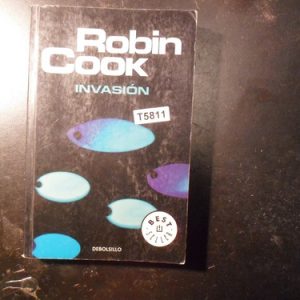 Robin
Cook
INVASIÓN
T5811
BEST
SELLER
DEBOLSILLO